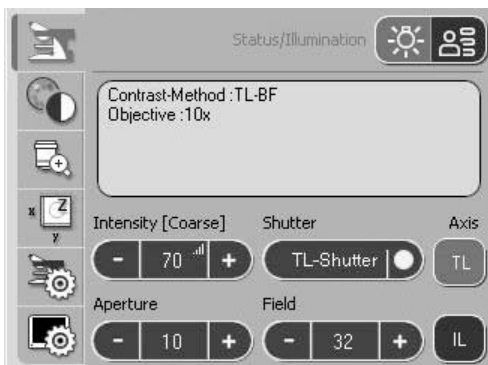 Status/Illumination
Contrast-Method :TL-BF
Objective :10x
x Z
y
Intensity [Coarse] Shutter Axis
- 70 + TL-Shutter TL
Aperture Field
- 10 + - 32 + IL